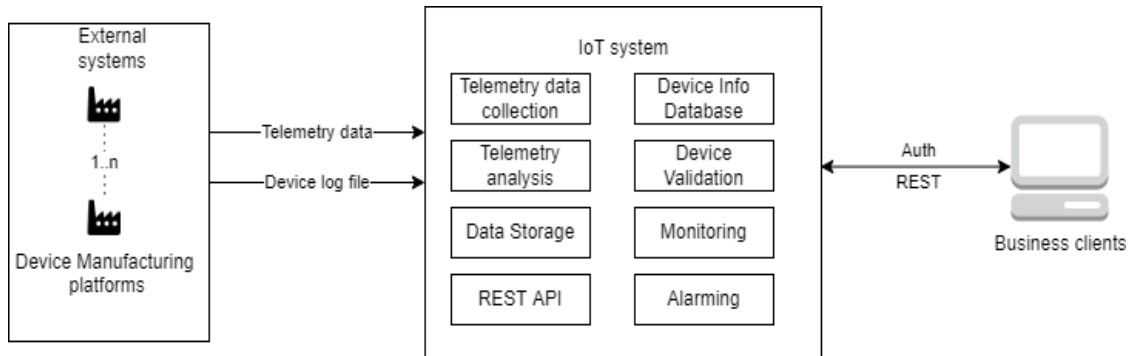 External
systems
1..n
Device Manufacturing
platforms
Telemetry data
Device log file
IoT system
Telemetry data
collection
Device Info
Database
Telemetry
analysis
Device
Validation
Data Storage
Monitoring
REST API
Alarming
Auth
REST
Business clients